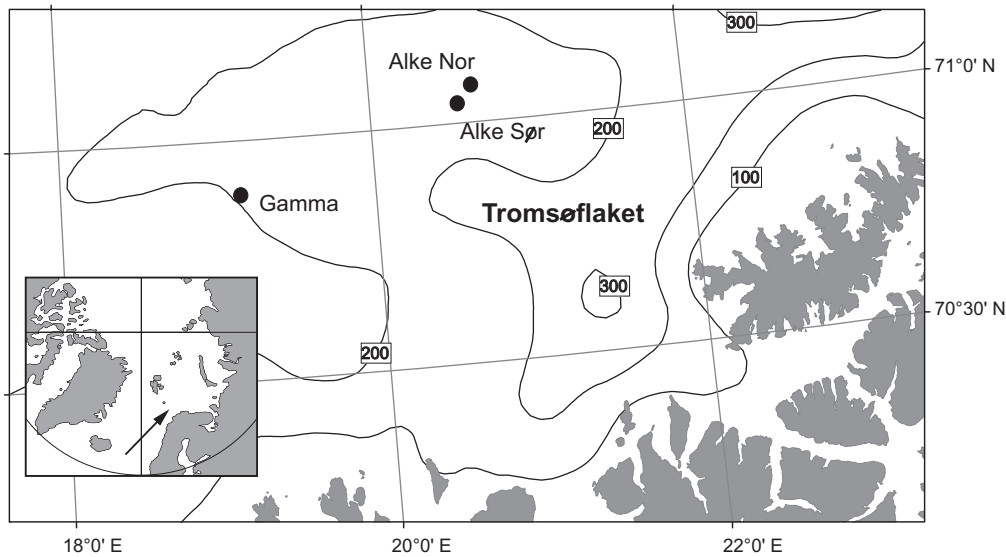 300
Alke Nor
71°0' N
Alke Sør
200
100
Gamma
Tromsøflaket
300
70°30' N
200
18°0' E
20°0' E
22°0' E